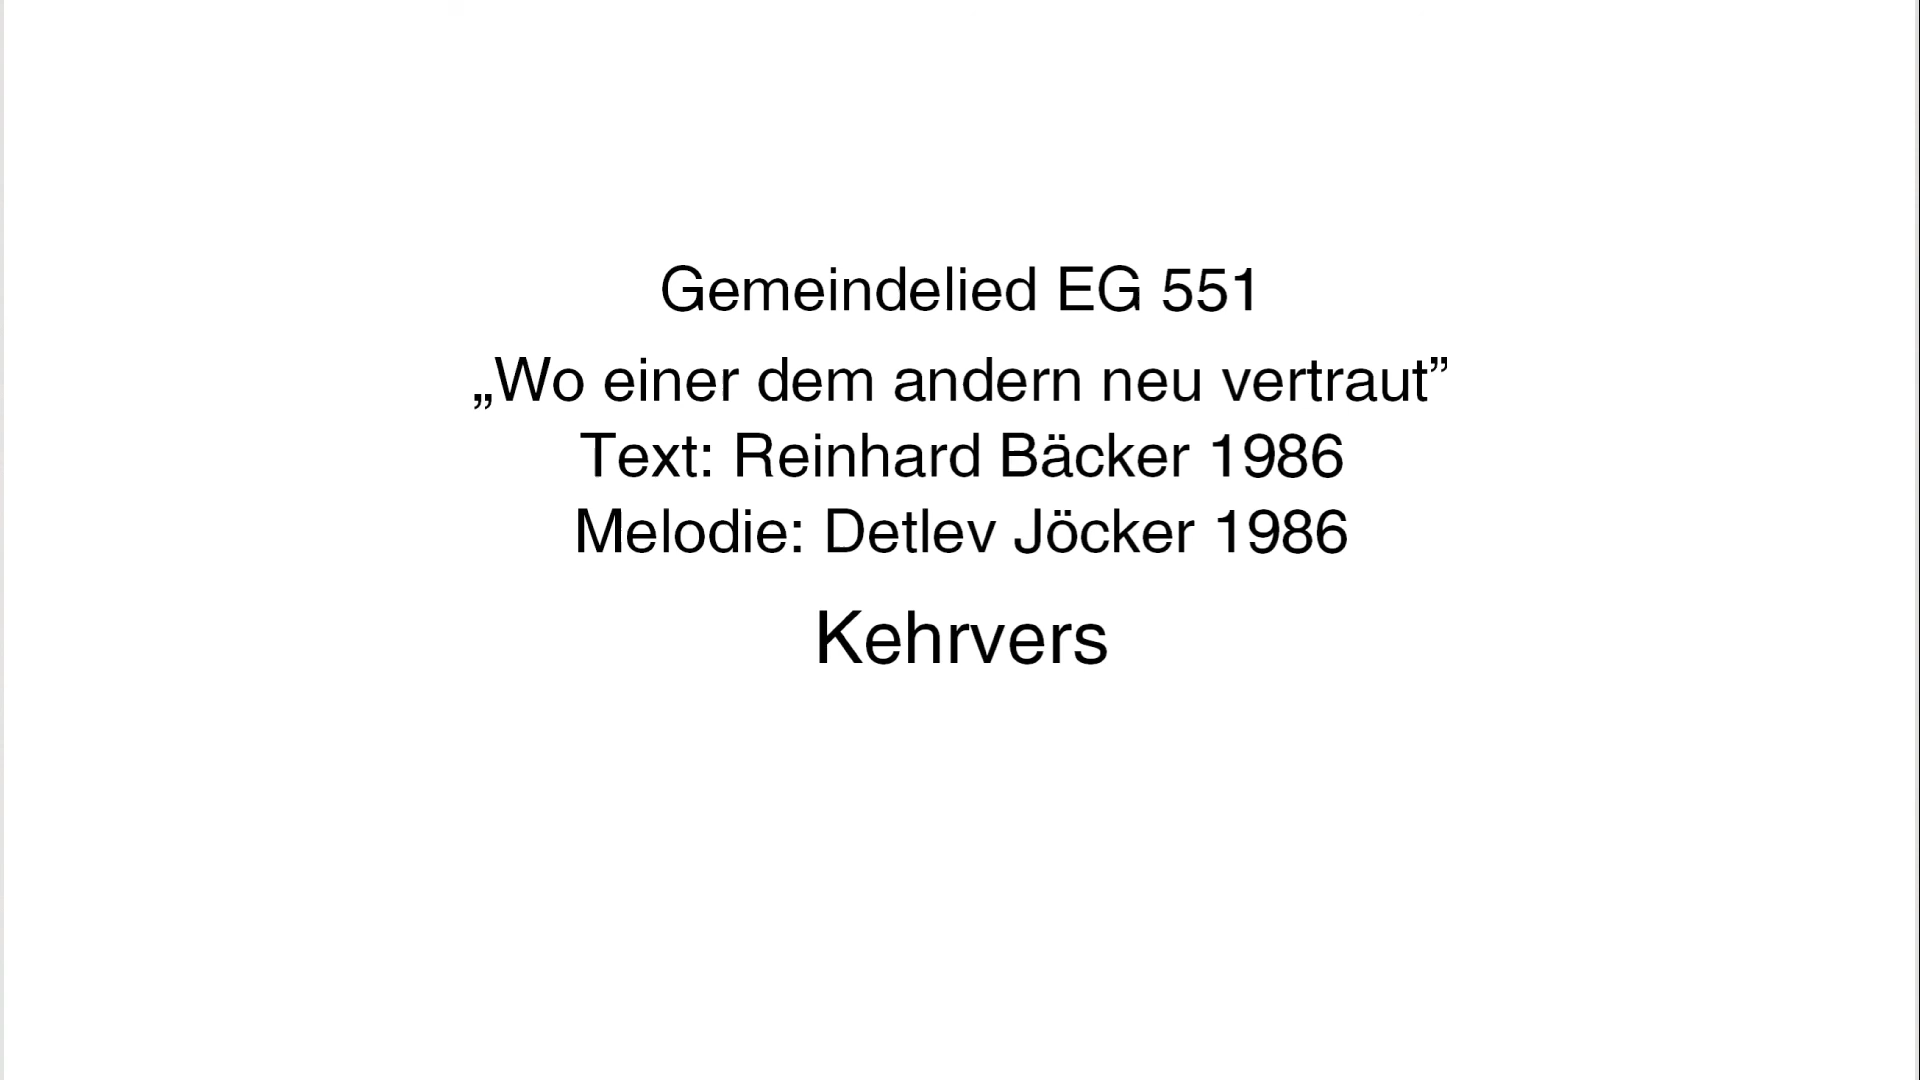 Gemeindelied EG 551
„Wo einer dem andern neu vertraut”
Text: Reinhard Bäcker 1986
Melodie: Detlev Jöcker 1986
Kehrvers